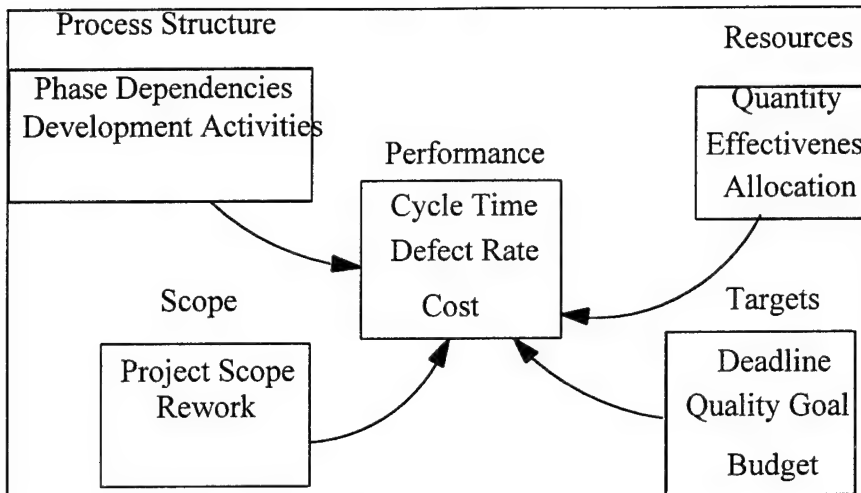 Process Structure
Phase Dependencies
Development Activities
Resources
Quantity
Effectivenes
Allocation
Performance
Cycle Time
Defect Rate
Cost
Scope
Project Scope
Rework
Targets
Deadline
Quality Goal
Budget